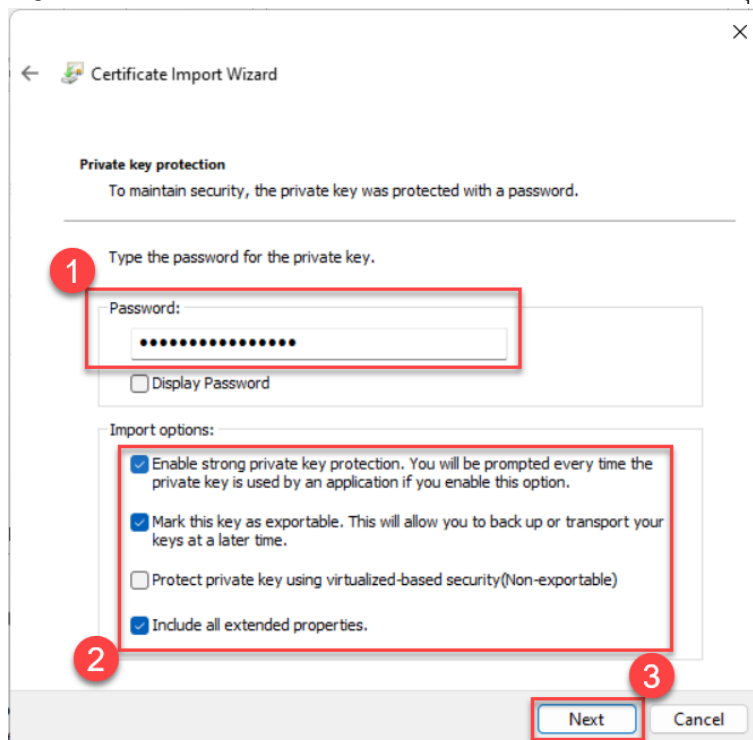 Certificate Import Wizard
Private key protection
To maintain security, the private key was protected with a password.
Type the password for the private key.
1
Password:
••••••••••••••••
Display Password
Import options:
Enable strong private key protection. You will be prompted every time the
private key is used by an application if you enable this option.
Mark this key as exportable. This will allow you to back up or transport your
keys at a later time.
Protect private key using virtualized-based security(Non-exportable)
Include all extended properties.
2
3
Next
Cancel